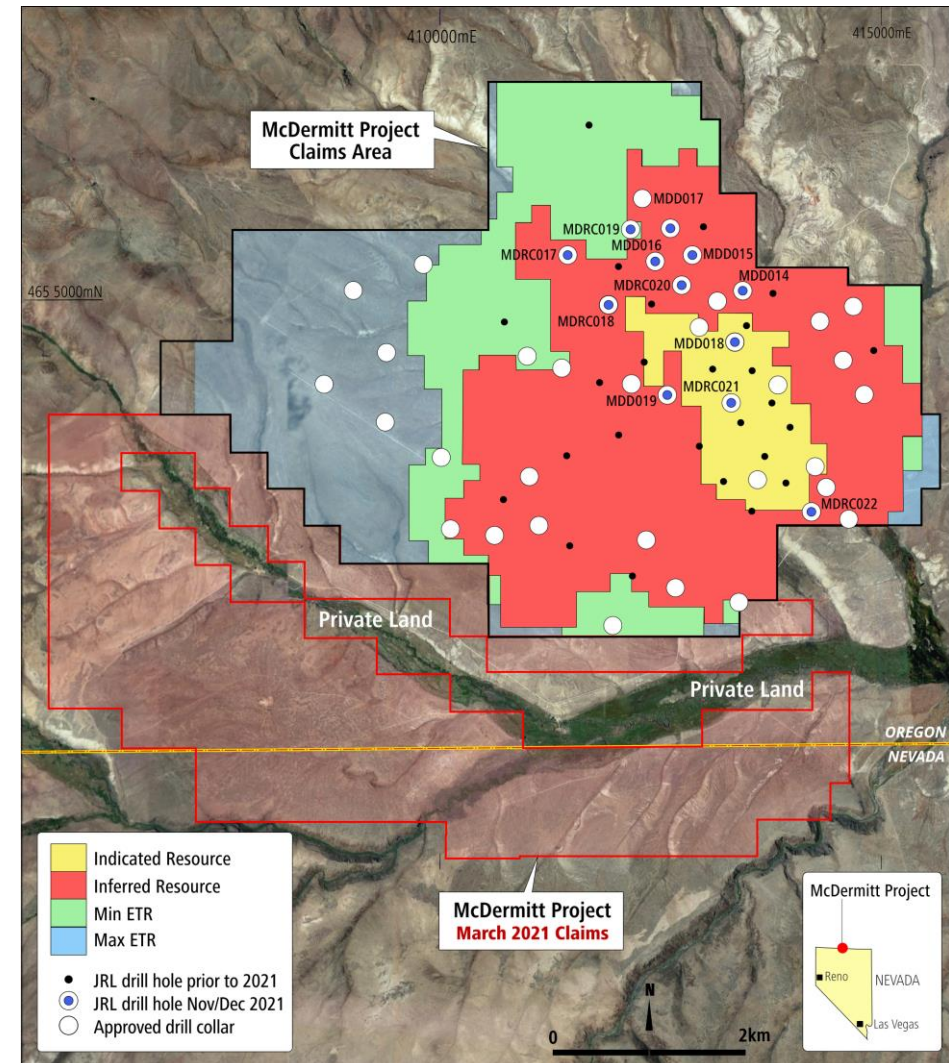 410000mE
415000mE
McDermitt Project
Claims Area
MDD017
MDRC019
MDD016
MDRC017
MDD015
MDRC020
MDD014
465 5000mN
MDRC018
MDD018
MDRC021
MDD019
MDRC022
Private Land
Private Land
OREGON
NEVADA
Indicated Resource
Inferred Resource
Min ETR
Max ETR
JRL drill hole prior to 2021
JRL drill hole Nov/Dec 2021
Approved drill collar
McDermitt Project
March 2021 Claims
N
0
2km
McDermitt Project
Reno
NEVADA
Las Vegas